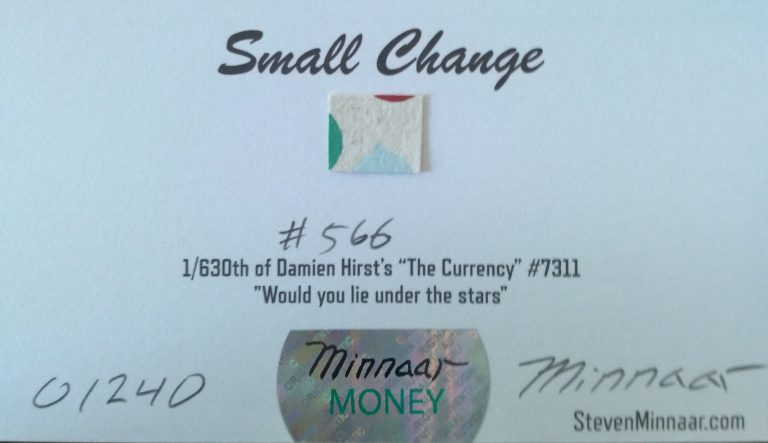 Small Change
# 566
1/630th of Damien Hirst's "The Currency" #7311
"Would you lie under the stars"
Minnaar
MONEY
01240
Minnaar
StevenMinnaar.com